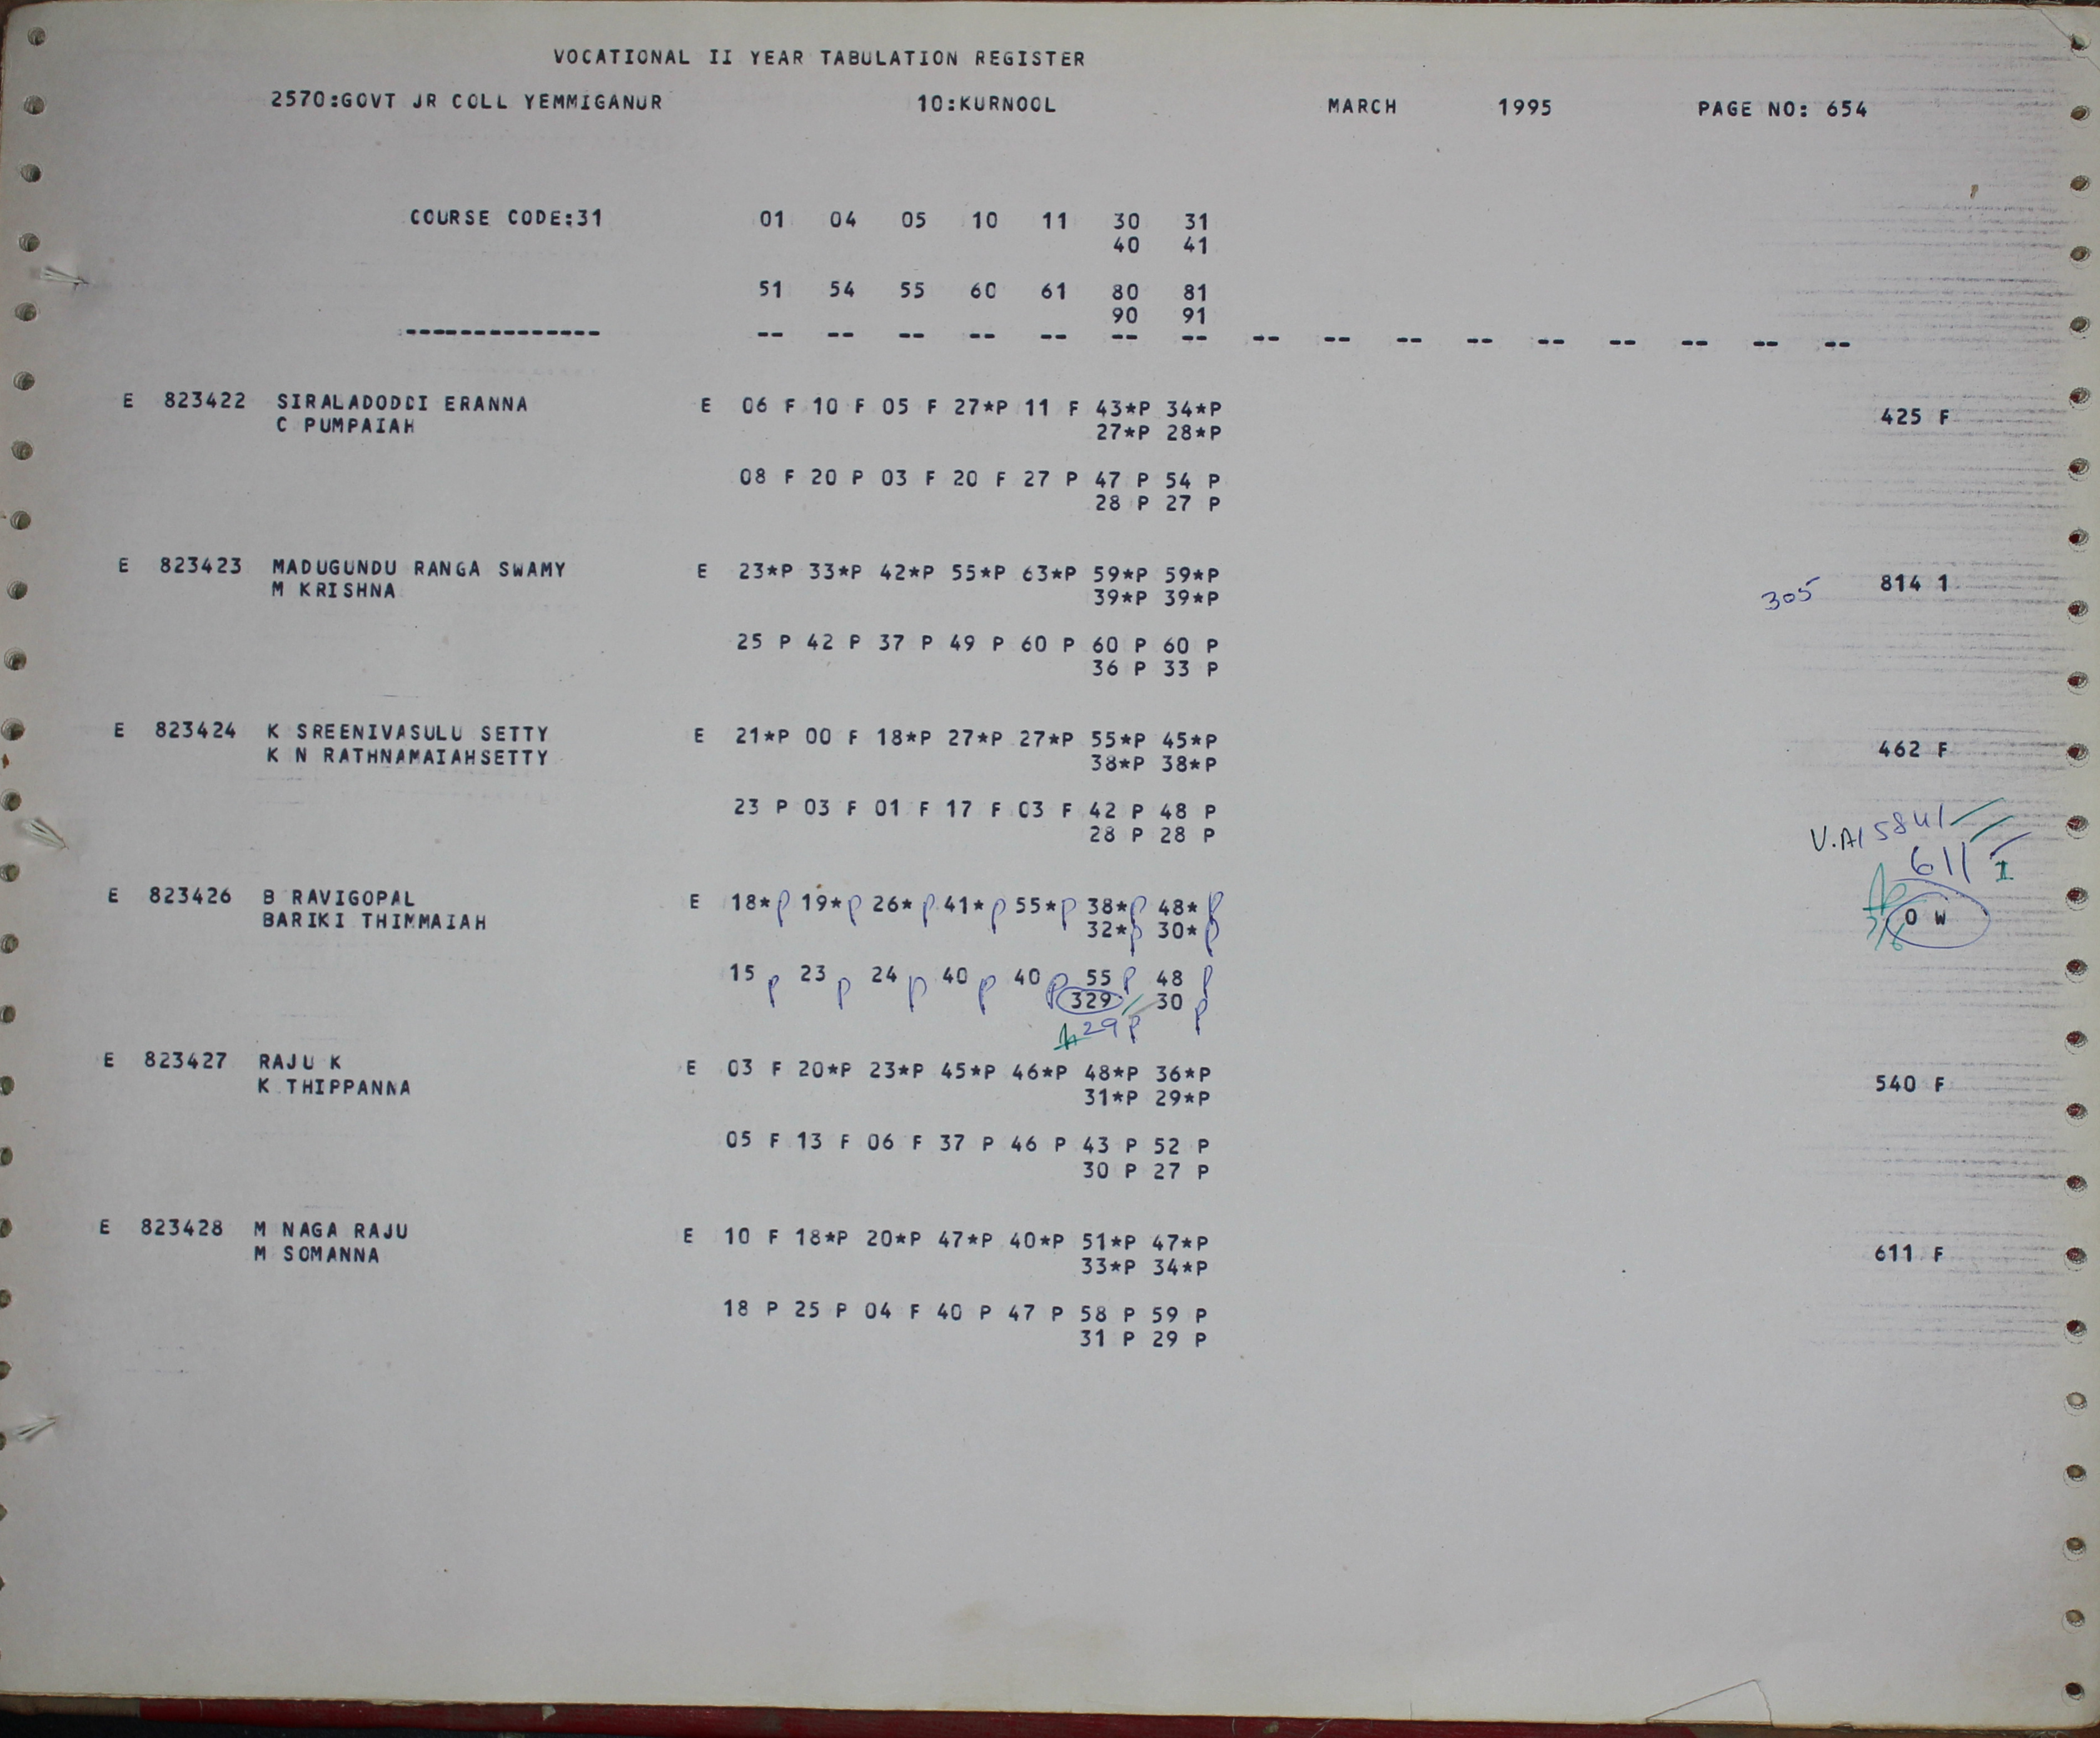 VOCATIONAL II YEAR TABULATION REGISTER
2570:GOVT JR COLL YEMMIGANUR 10:KURNOOL MARCH 1995 PAGE NO: 654
COURSE CODE:31 01 04 05 10 11 30 31
40 41
51 54 55 60 61 80 81
90 91
-------------- -- -- -- -- -- -- -- -- -- -- -- -- -- -- -- --
E 823422 SIRALADODDI ERANNA E 06 F 10 F 05 F 27*P 11 F 43*P 34*P 425 F
C PUMPAIAH 27*P 28*P
08 F 20 P 03 F 20 F 27 P 47 P 54 P
28 P 27 P
E 823423 MADUGUNDU RANGA SWAMY E 23*P 33*P 42*P 55*P 63*P 59*P 59*P 305 814 1
M KRISHNA 39*P 39*P
25 P 42 P 37 P 49 P 60 P 60 P 60 P
36 P 33 P
E 823424 K SREENIVASULU SETTY E 21*P 00 F 18*P 27*P 27*P 55*P 45*P 462 F
K N RATHNAMAIAHSETTY 38*P 38*P
23 P 03 F 01 F 17 F 03 F 42 P 48 P
28 P 28 P
V.A/5841
611 I
E 823426 B RAVIGOPAL E 18*P 19*P 26*P 41*P 55*P 38*P 48*P 0 W
BARIKI THIMMAIAH 32*P 30*P
15 P 23 P 24 P 40 P 40 P 55 P 48 P
329 30 P
29 P
E 823427 RAJU K E 03 F 20*P 23*P 45*P 46*P 48*P 36*P 540 F
K THIPPANNA 31*P 29*P
05 F 13 F 06 F 37 P 46 P 43 P 52 P
30 P 27 P
E 823428 M NAGA RAJU E 10 F 18*P 20*P 47*P 40*P 51*P 47*P 611 F
M SOMANNA 33*P 34*P
18 P 25 P 04 F 40 P 47 P 58 P 59 P
31 P 29 P